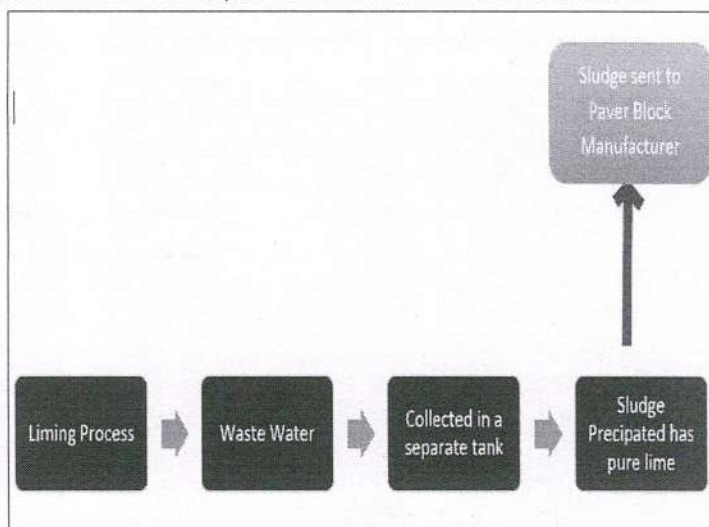 Sludge sent to
Paver Block
Manufacturer
Liming Process
Waste Water
Collected in a
separate tank
Sludge
Precipated has
pure lime